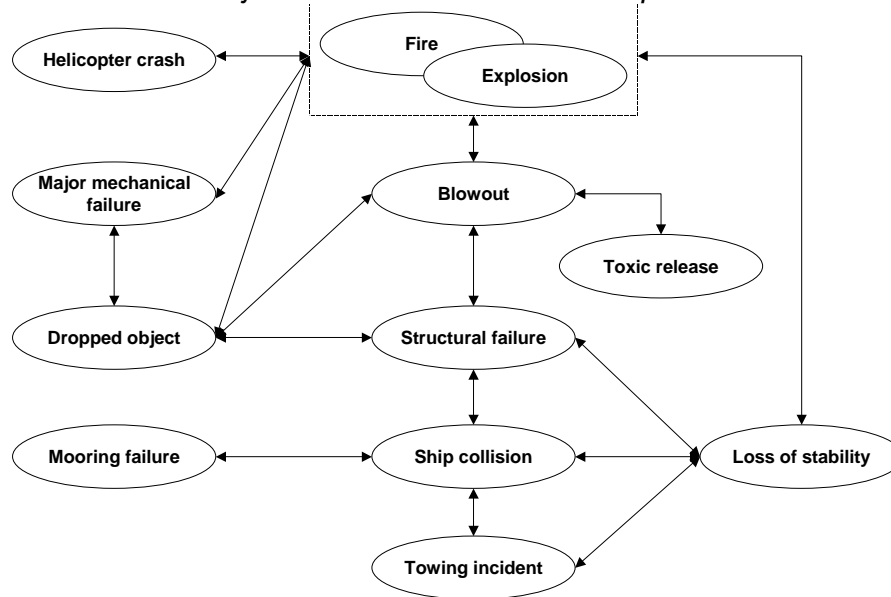 Fire
Helicopter crash
Explosion
Major mechanical
failure
Blowout
Toxic release
Dropped object
Structural failure
Mooring failure
Ship collision
Loss of stability
Towing incident